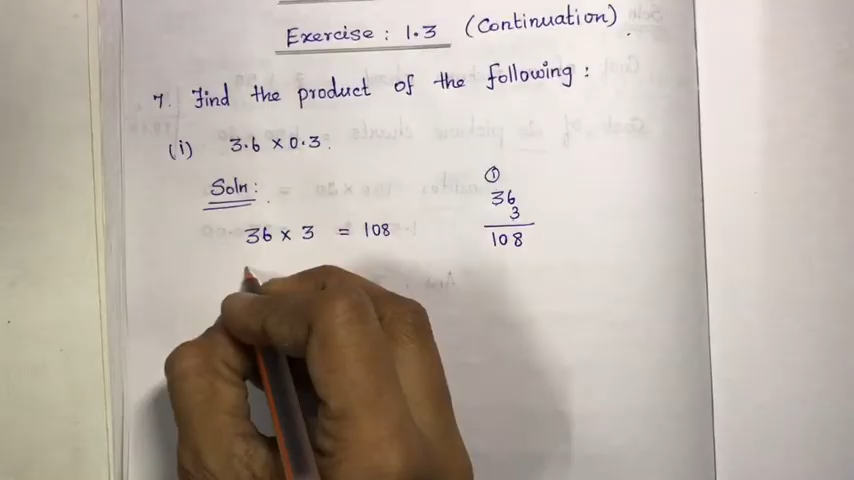 Exercise : 1.3 (Continuation)
7. Find the product of the following :
(i) 3.6 × 0.3.
Soln :
①
36
3
36 × 3 = 108
108